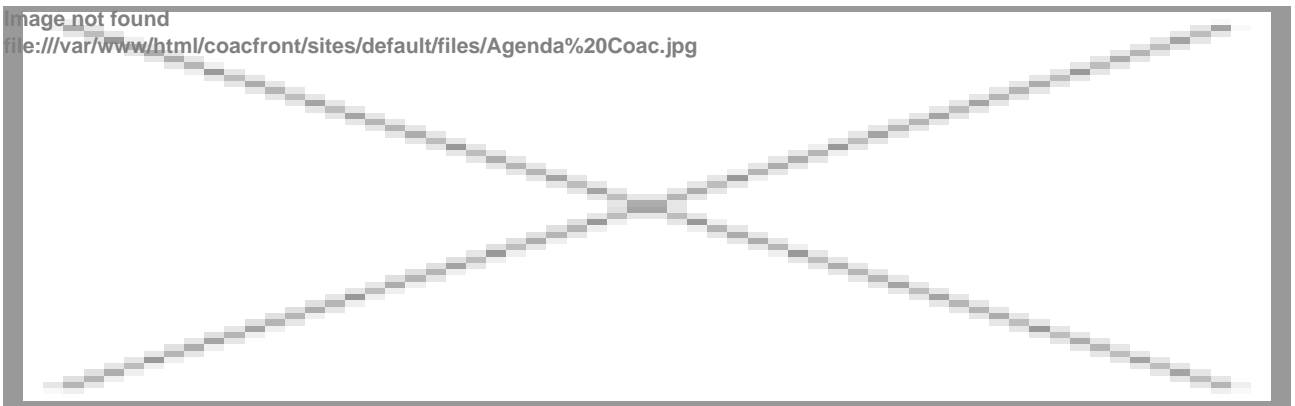 Image not found
file:///var/www/html/coacfront/sites/default/files/Agenda%20Coac.jpg